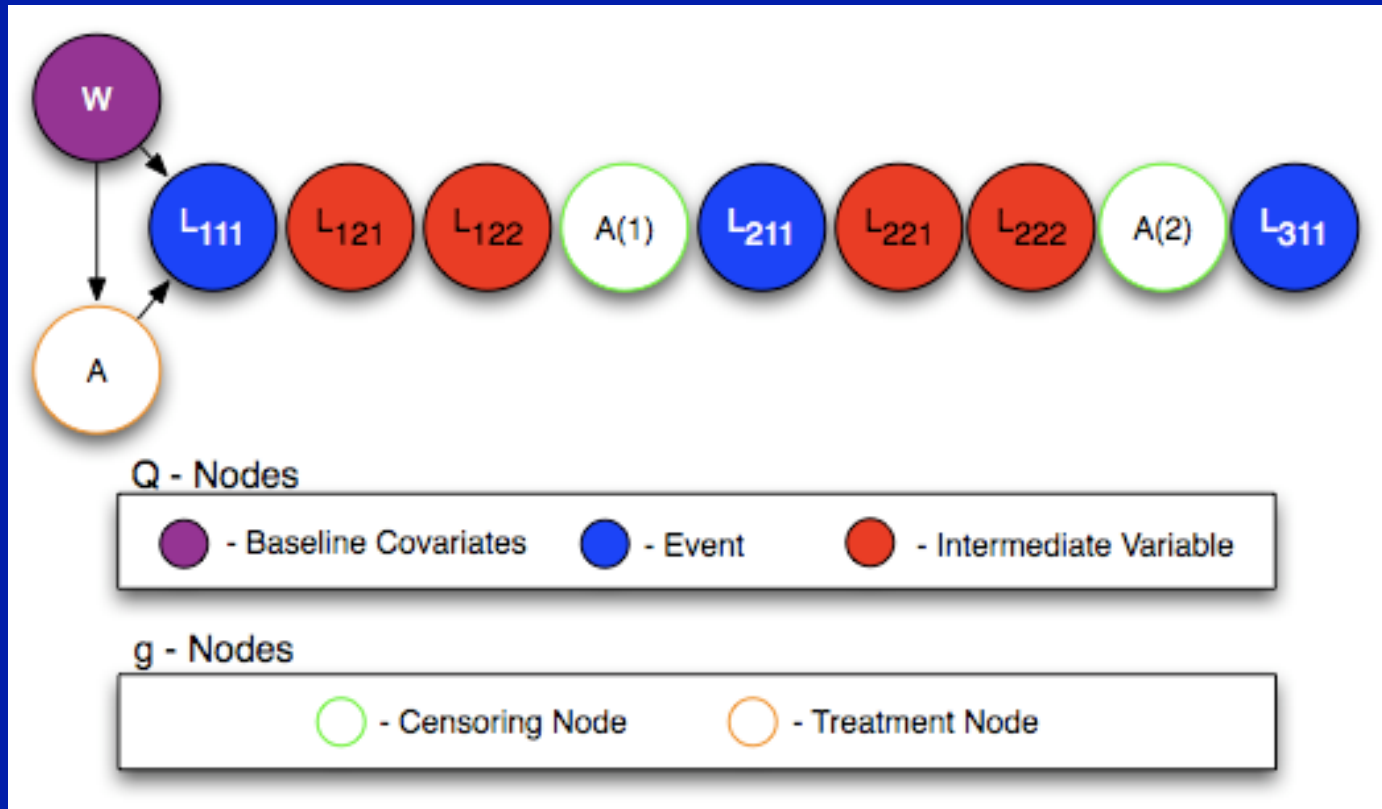 W
L111 L121 L122 A(1) L211 L221 L222 A(2) L311
A
Q - Nodes
- Baseline Covariates - Event - Intermediate Variable
g - Nodes
- Censoring Node - Treatment Node